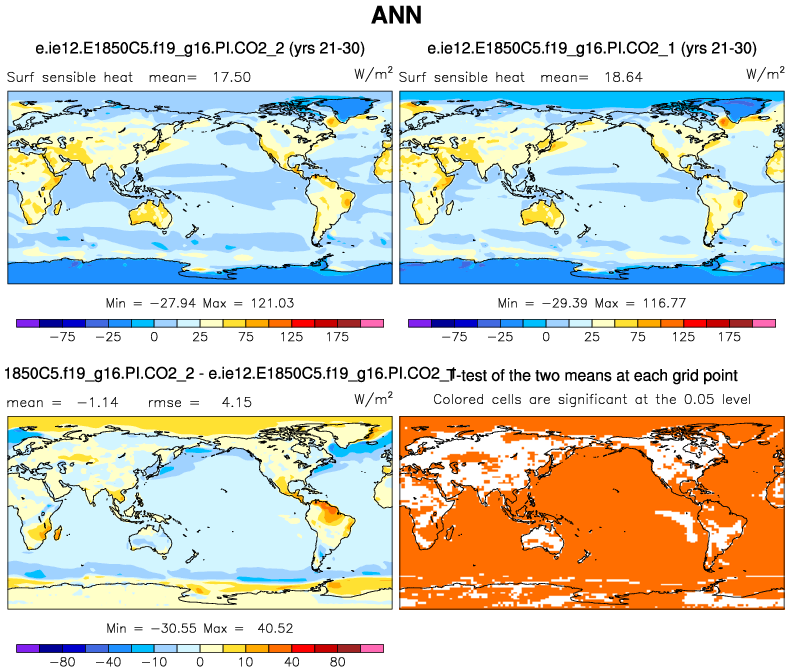 ANN
e.ie12.E1850C5.f19_g16.PI.CO2_2 (yrs 21-30)
Surf sensible heat mean= 17.50 W/m²
Min = −27.94 Max = 121.03
−75 −25 0 25 75 125 175
e.ie12.E1850C5.f19_g16.PI.CO2_1 (yrs 21-30)
Surf sensible heat mean= 18.64 W/m²
Min = −29.39 Max = 116.77
−75 −25 0 25 75 125 175
1850C5.f19_g16.PI.CO2_2 - e.ie12.E1850C5.f19_g16.PI.CO2_1
mean = −1.14 rmse = 4.15 W/m²
Min = −30.55 Max = 40.52
−80 −40 −10 0 10 40 80
T-test of the two means at each grid point
Colored cells are significant at the 0.05 level